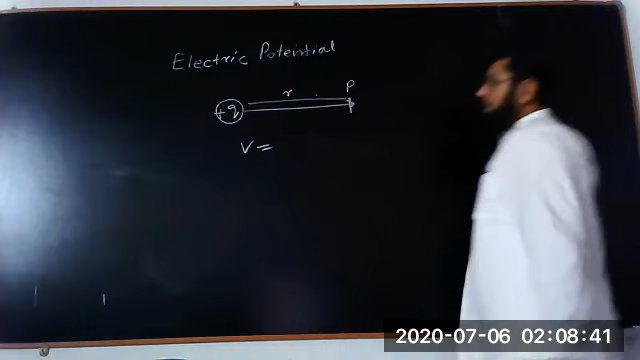 Electric Potential
r
P
+q
V =
2020-07-06 02:08:41